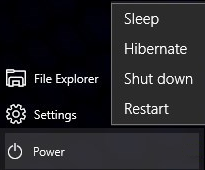 Sleep
Hibernate
Shut down
Restart
File Explorer
Settings
Power